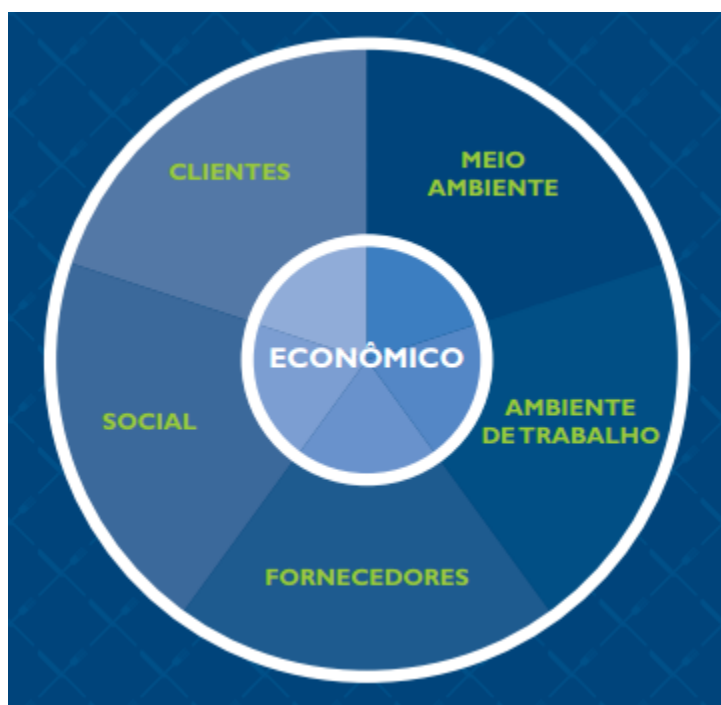 CLIENTES
MEIO
AMBIENTE
ECONÔMICO
SOCIAL
AMBIENTE
DE TRABALHO
FORNECEDORES